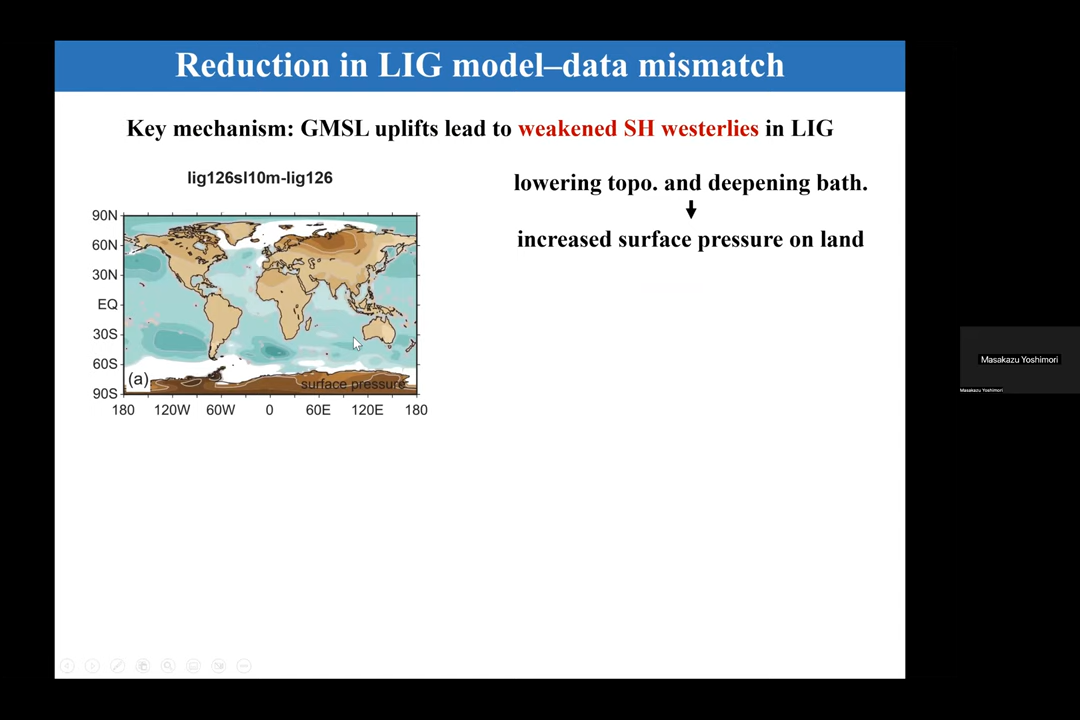 Reduction in LIG model–data mismatch
Key mechanism: GMSL uplifts lead to weakened SH westerlies in LIG
lig126sl10m-lig126
lowering topo. and deepening bath.
increased surface pressure on land
90N
60N
30N
EQ
30S
60S
90S
(a)
surface pressure
180 120W 60W 0 60E 120E 180
Masakazu Yoshimori
Masakazu Yoshimori